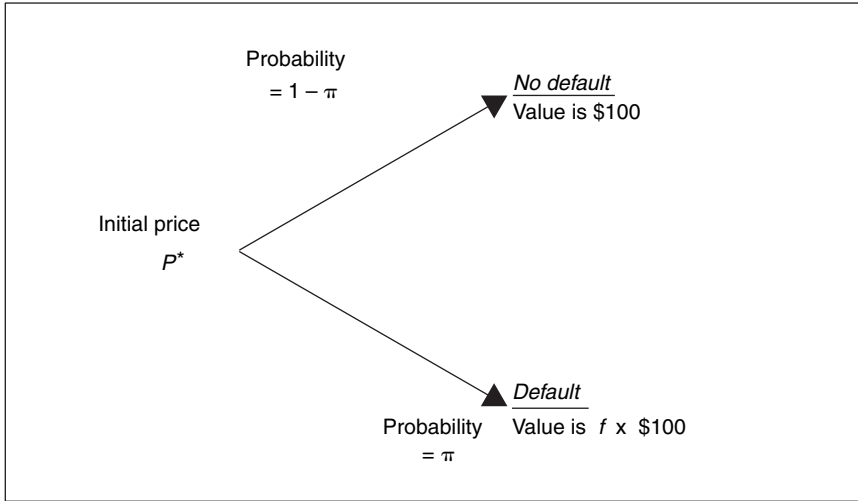 Probability
= 1 – π
No default
Value is $100
Initial price
P*
Default
Value is f x $100
Probability
= π